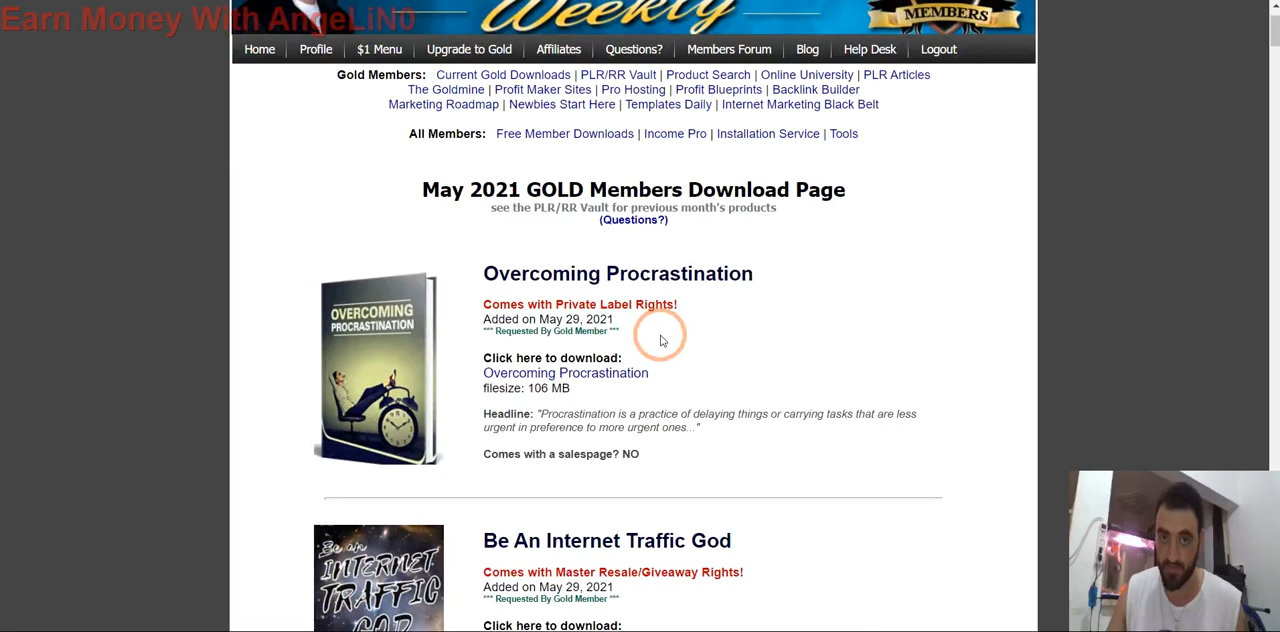 Earn Money With AngeLiN0
Weekly
MEMBERS
Home Profile $1 Menu Upgrade to Gold Affiliates Questions? Members Forum Blog Help Desk Logout
Gold Members: Current Gold Downloads | PLR/RR Vault | Product Search | Online University | PLR Articles
The Goldmine | Profit Maker Sites | Pro Hosting | Profit Blueprints | Backlink Builder
Marketing Roadmap | Newbies Start Here | Templates Daily | Internet Marketing Black Belt
All Members: Free Member Downloads | Income Pro | Installation Service | Tools
May 2021 GOLD Members Download Page
see the PLR/RR Vault for previous month's products
(Questions?)
OVERCOMING
PROCRASTINATION
Overcoming Procrastination
Comes with Private Label Rights!
Added on May 29, 2021
*** Requested By Gold Member ***
Click here to download:
Overcoming Procrastination
filesize: 106 MB
Headline: "Procrastination is a practice of delaying things or carrying tasks that are less
urgent in preference to more urgent ones..."
Comes with a salespage? NO
Be an
INTERNET
TRAFFIC
GOD
Be An Internet Traffic God
Comes with Master Resale/Giveaway Rights!
Added on May 29, 2021
*** Requested By Gold Member ***
Click here to download: